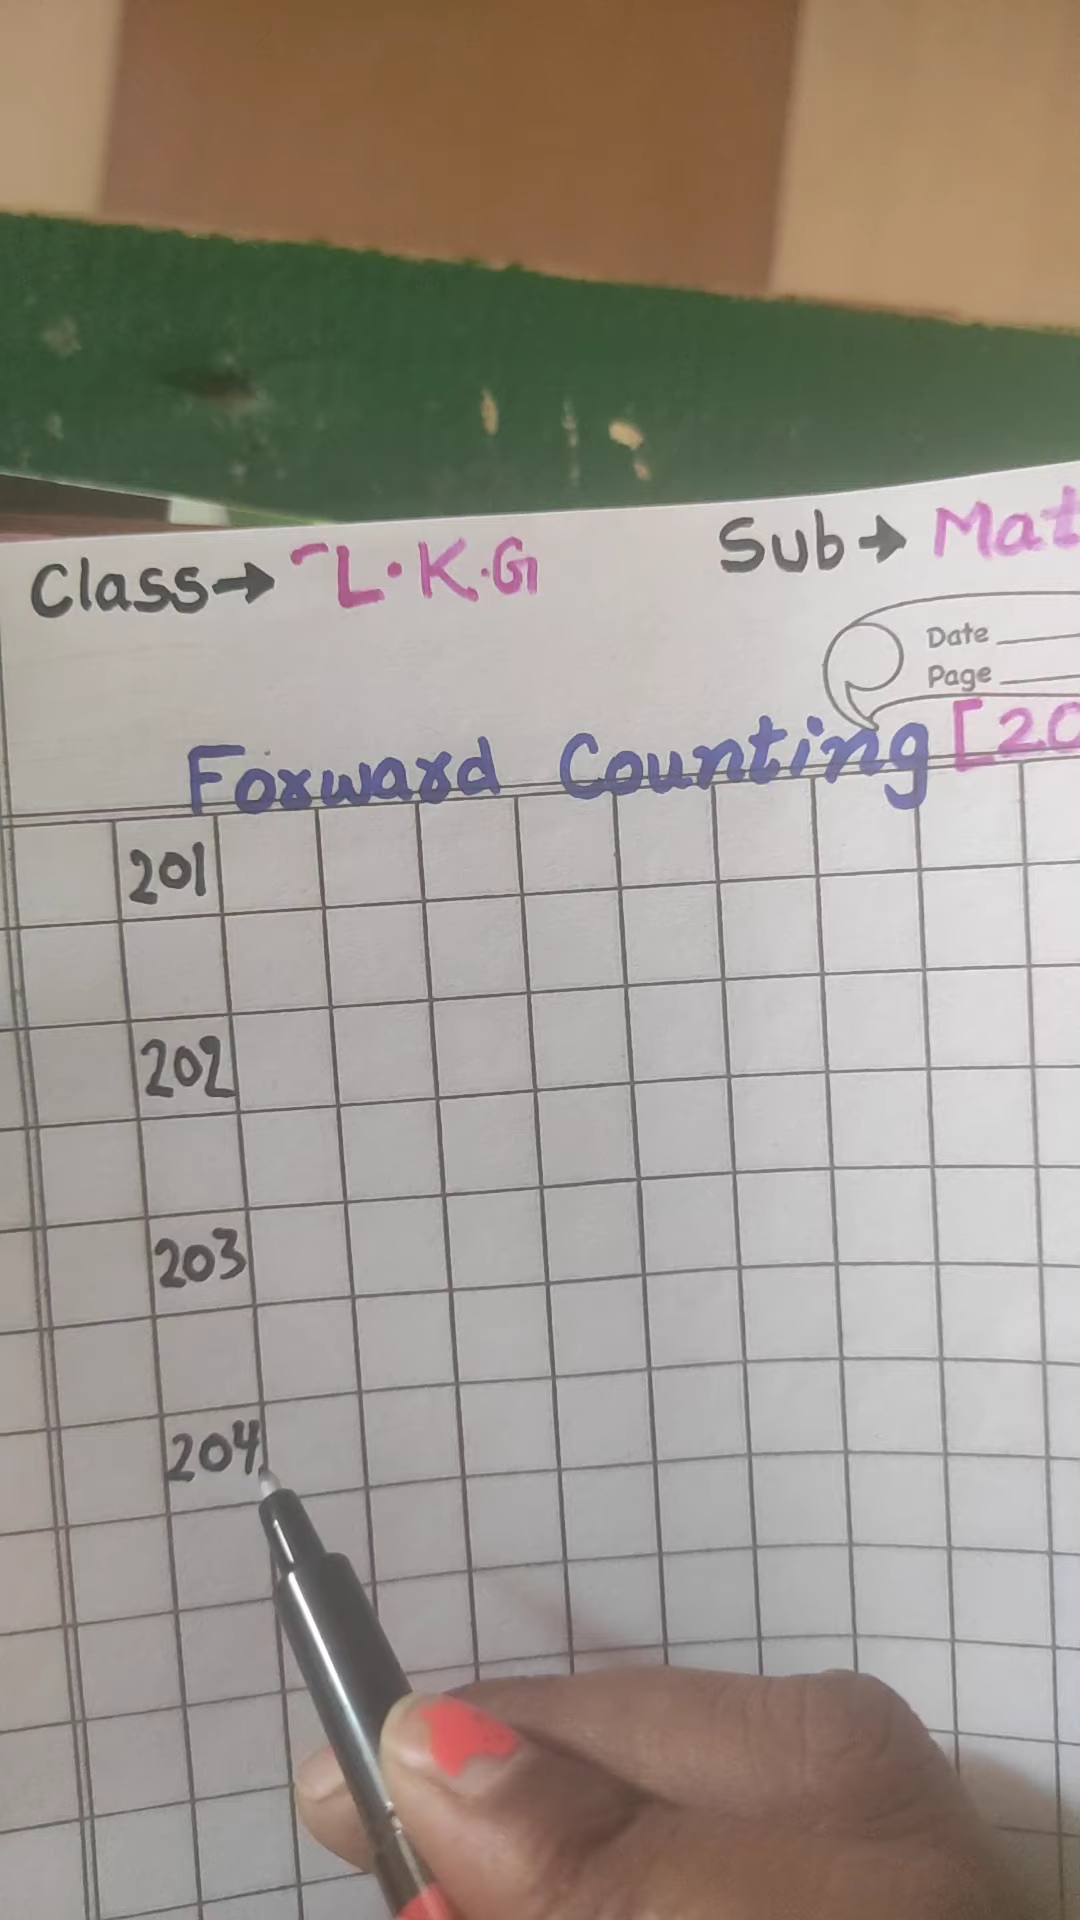 Class→ L.K.G Sub→ Mat
Date
Page
Forward Counting [20
201
202
203
204